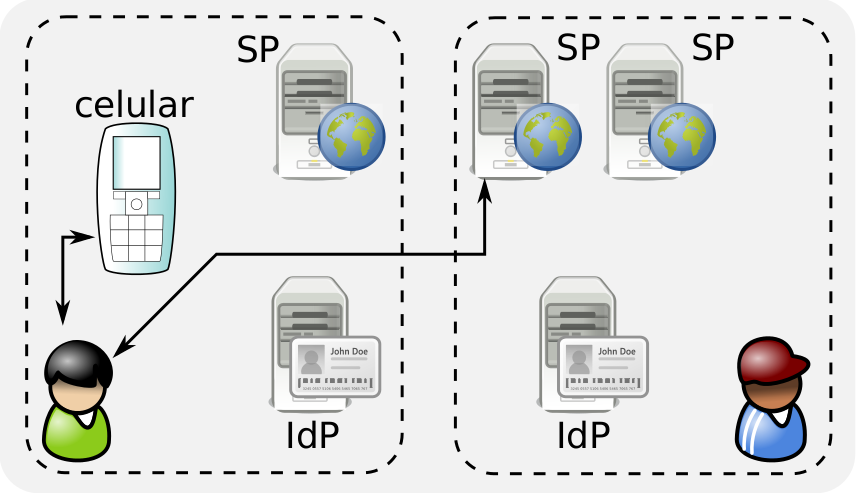 SP
SP
SP
celular
John Doe
John Doe
IdP
IdP